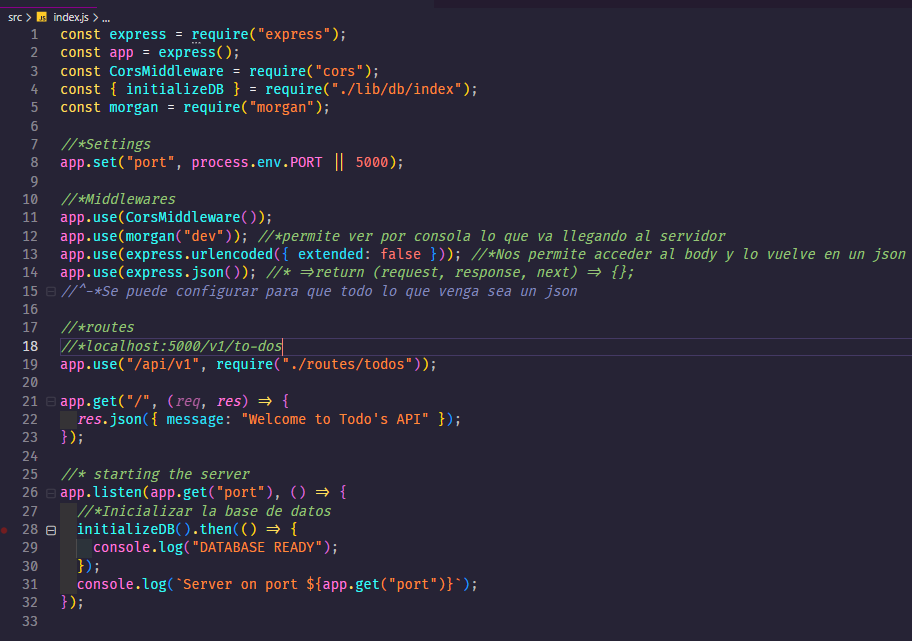 src > JS index.js > ...
1 const express = require("express");
2 const app = express();
3 const CorsMiddleware = require("cors");
4 const { initializeDB } = require("./lib/db/index");
5 const morgan = require("morgan");
6
7 //*Settings
8 app.set("port", process.env.PORT || 5000);
9
10 //*Middlewares
11 app.use(CorsMiddleware());
12 app.use(morgan("dev")); //*permite ver por consola lo que va llegando al servidor
13 app.use(express.urlencoded({ extended: false })); //*Nos permite acceder al body y lo vuelve en un json
14 app.use(express.json()); //* =>return (request, response, next) => {};
15 //^-*Se puede configurar para que todo lo que venga sea un json
16
17 //*routes
18 //*localhost:5000/v1/to-dos
19 app.use("/api/v1", require("./routes/todos"));
20
21 app.get("/", (req, res) => {
22 res.json({ message: "Welcome to Todo's API" });
23 });
24
25 //* starting the server
26 app.listen(app.get("port"), () => {
27 //*Inicializar la base de datos
28 initializeDB().then(() => {
29 console.log("DATABASE READY");
30 });
31 console.log(`Server on port ${app.get("port")}`);
32 });
33